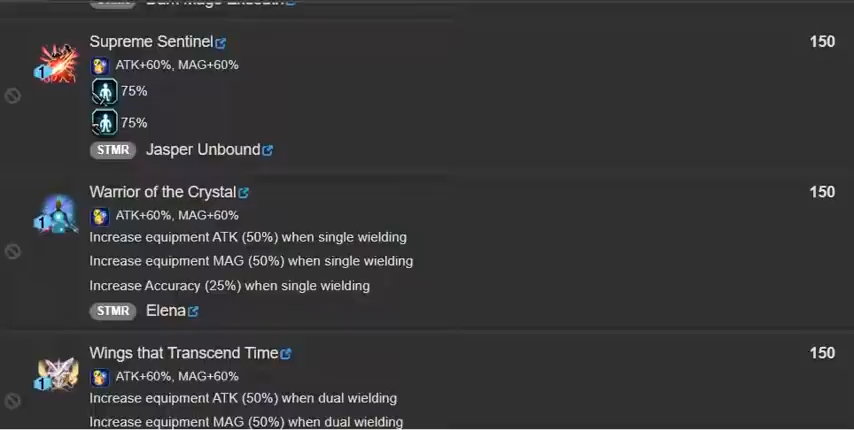 Supreme Sentinel 150
1 ATK+60%, MAG+60%
75%
75%
STMR Jasper Unbound
Warrior of the Crystal 150
1 ATK+60%, MAG+60%
Increase equipment ATK (50%) when single wielding
Increase equipment MAG (50%) when single wielding
Increase Accuracy (25%) when single wielding
STMR Elena
Wings that Transcend Time 150
1 ATK+60%, MAG+60%
Increase equipment ATK (50%) when dual wielding
Increase equipment MAG (50%) when dual wielding